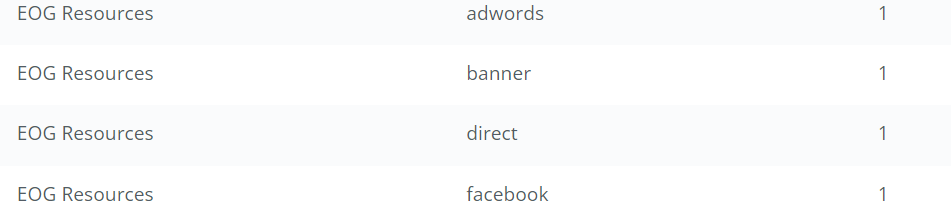 EOG Resources adwords 1
EOG Resources banner 1
EOG Resources direct 1
EOG Resources facebook 1